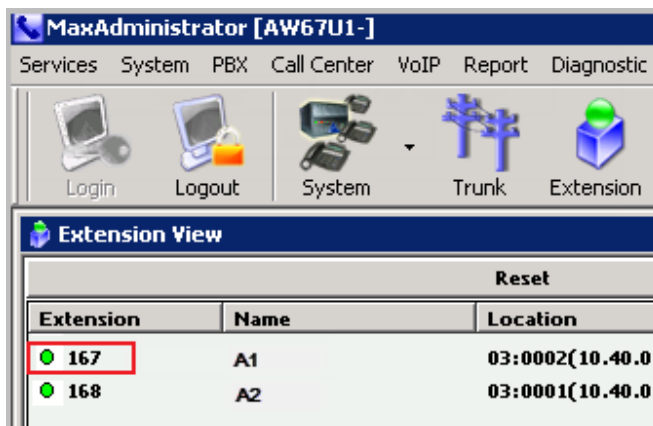 MaxAdministrator [AW67U1-]
Services System PBX Call Center VoIP Report Diagnostic
Login Logout System Trunk Extension
Extension View
Reset
Extension Name Location
167 A1 03:0002(10.40.0
168 A2 03:0001(10.40.0